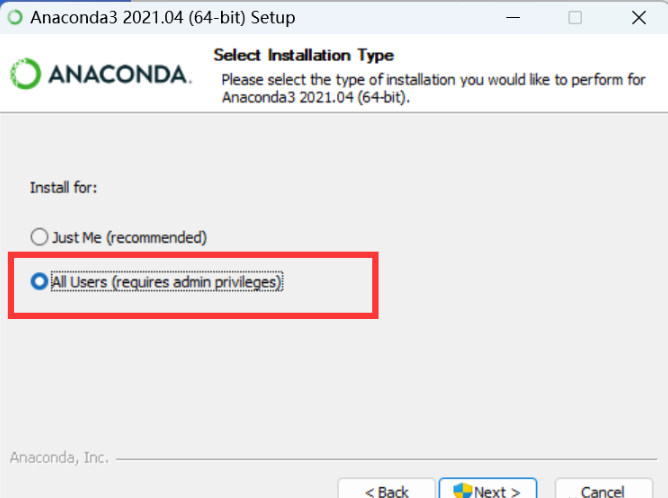 Anaconda3 2021.04 (64-bit) Setup
Select Installation Type
ANACONDA.
Please select the type of installation you would like to perform for
Anaconda3 2021.04 (64-bit).
Install for:
Just Me (recommended)
All Users (requires admin privileges)
Anaconda, Inc.
< Back Next > Cancel